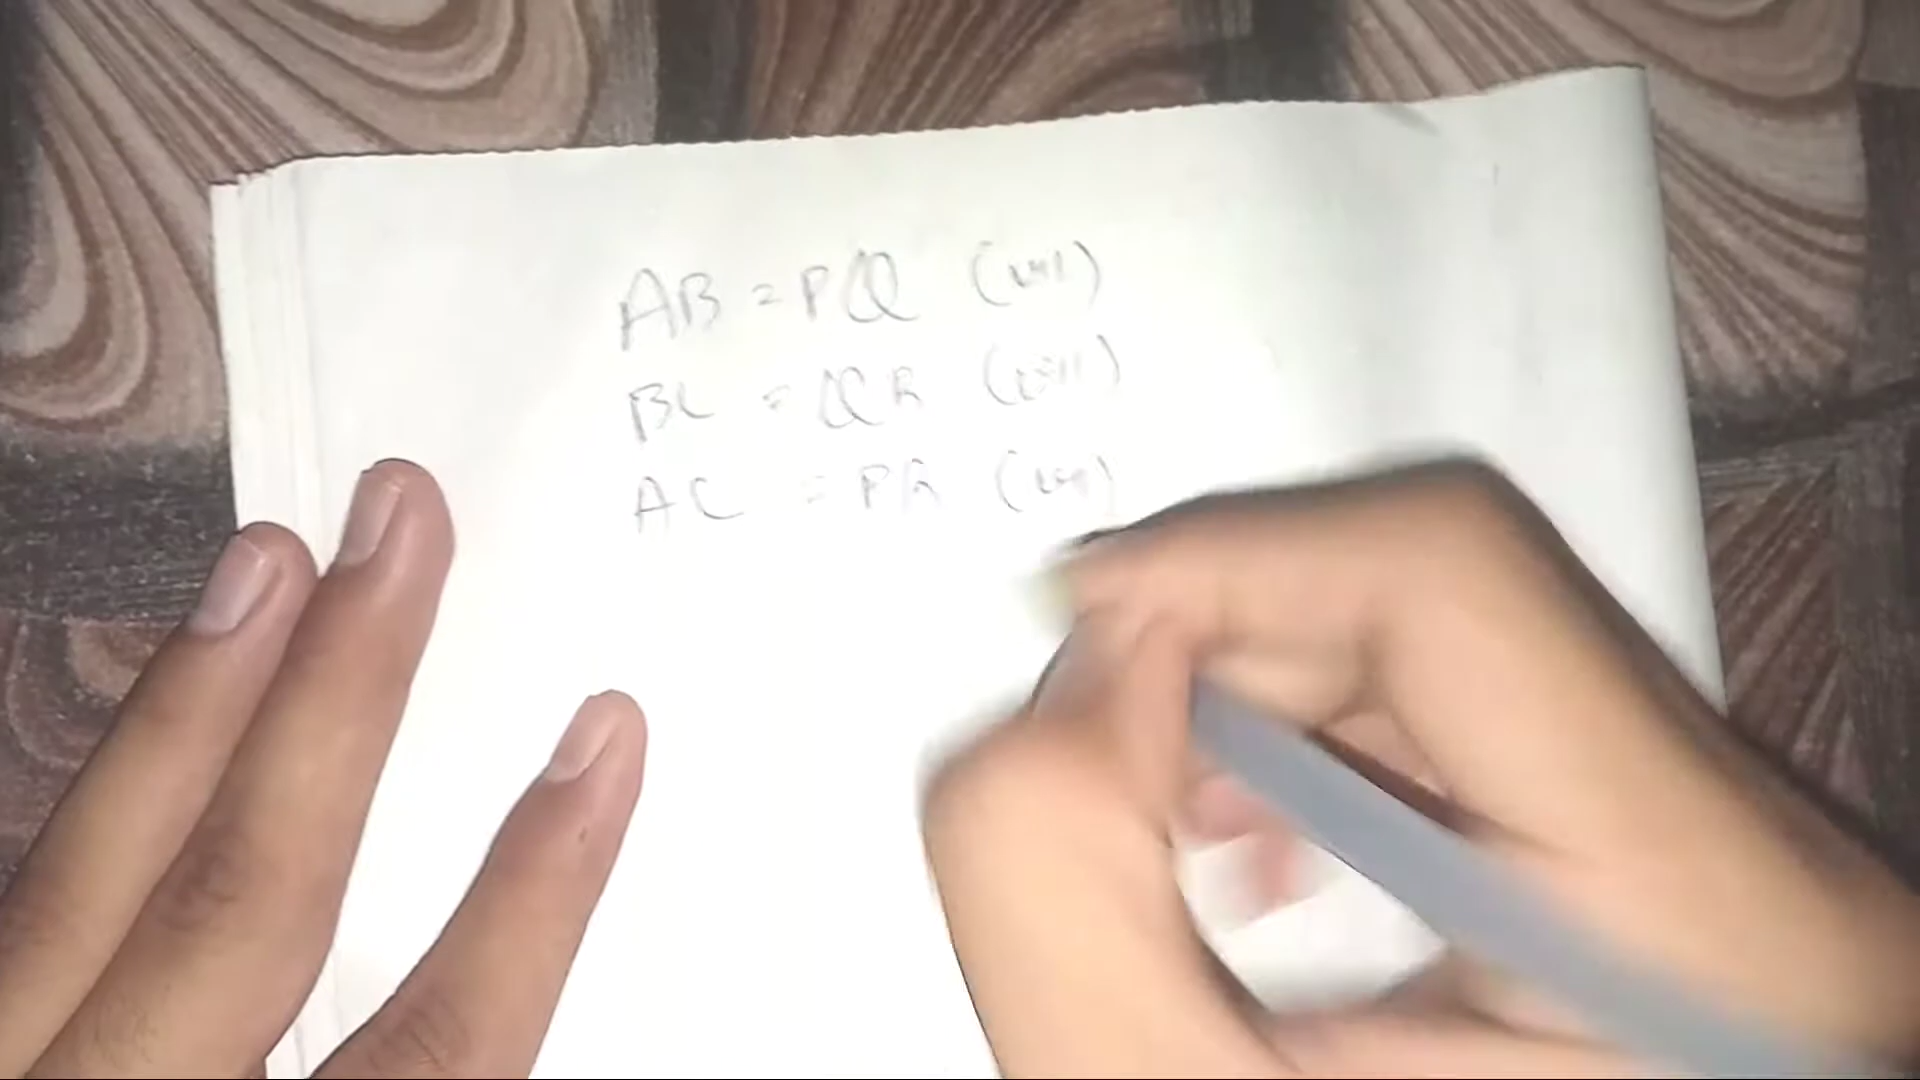 AB = PQ
BC = QR
AC = PR